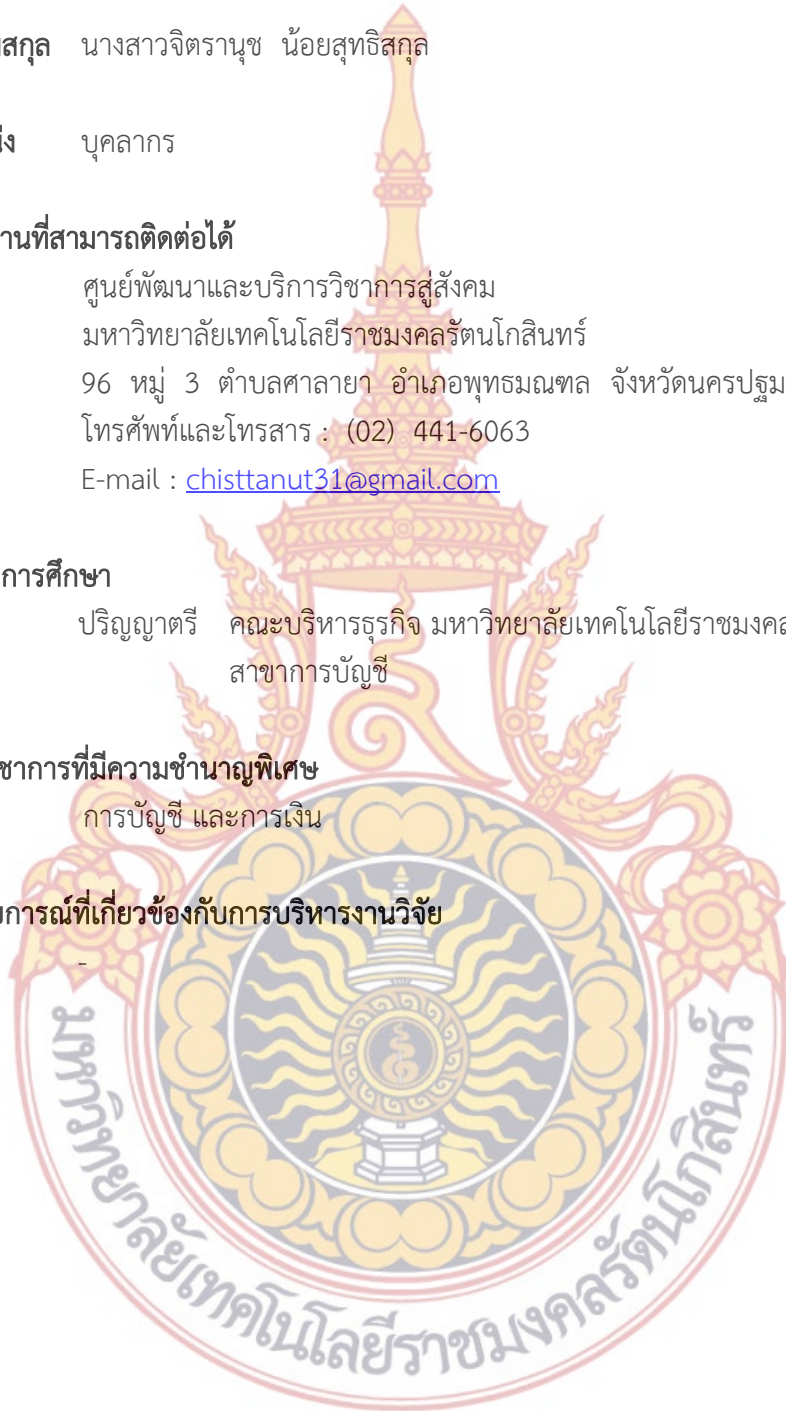 สกุล นางสาวจิตรานุช น้อยสุทธิสกุล
บุคลากร
านที่สามารถติดต่อได้
ศูนย์พัฒนาและบริการวิชาการสู่สังคม
มหาวิทยาลัยเทคโนโลยีราชมงคลรัตนโกสินทร์
96 หมู่ 3 ตำบลศาลายา อำเภอพุทธมณฑล จังหวัดนครปฐม
โทรศัพท์และโทรสาร : (02) 441-6063
E-mail : chisttanut31@gmail.com
การศึกษา
ปริญญาตรี คณะบริหารธุรกิจ มหาวิทยาลัยเทคโนโลยีราชมงคล
สาขาการบัญชี
ชาการที่มีความชำนาญพิเศษ
การบัญชี และการเงิน
การณ์ที่เกี่ยวข้องกับการบริหารงานวิจัย
-
มหาวิทยาลัยเทคโนโลยีราชมงคลรัตนโกสินทร์